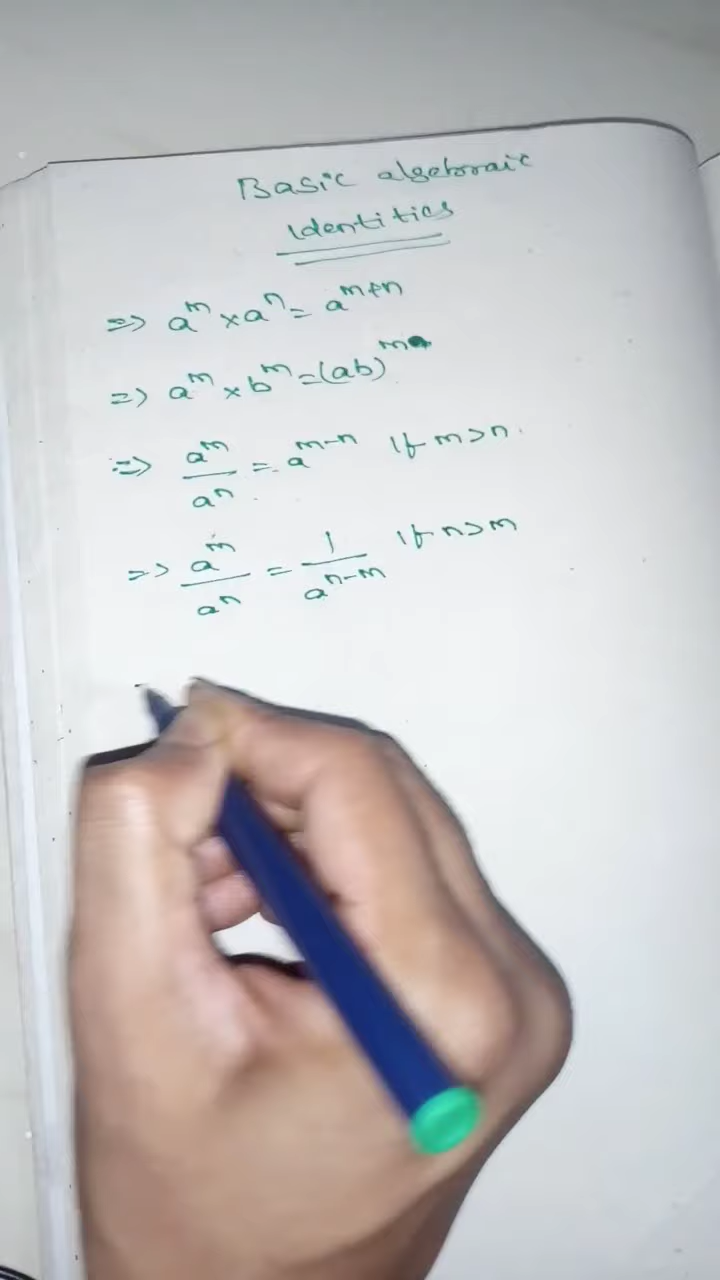 Basic algebraic
Identities
=> a^m × a^n = a^{m+n}
=> a^m × b^m = (ab)^m
=> a^m / a^n = a^{m-n} If m>n.
=> a^m / a^n = 1 / a^{n-m} If n>m